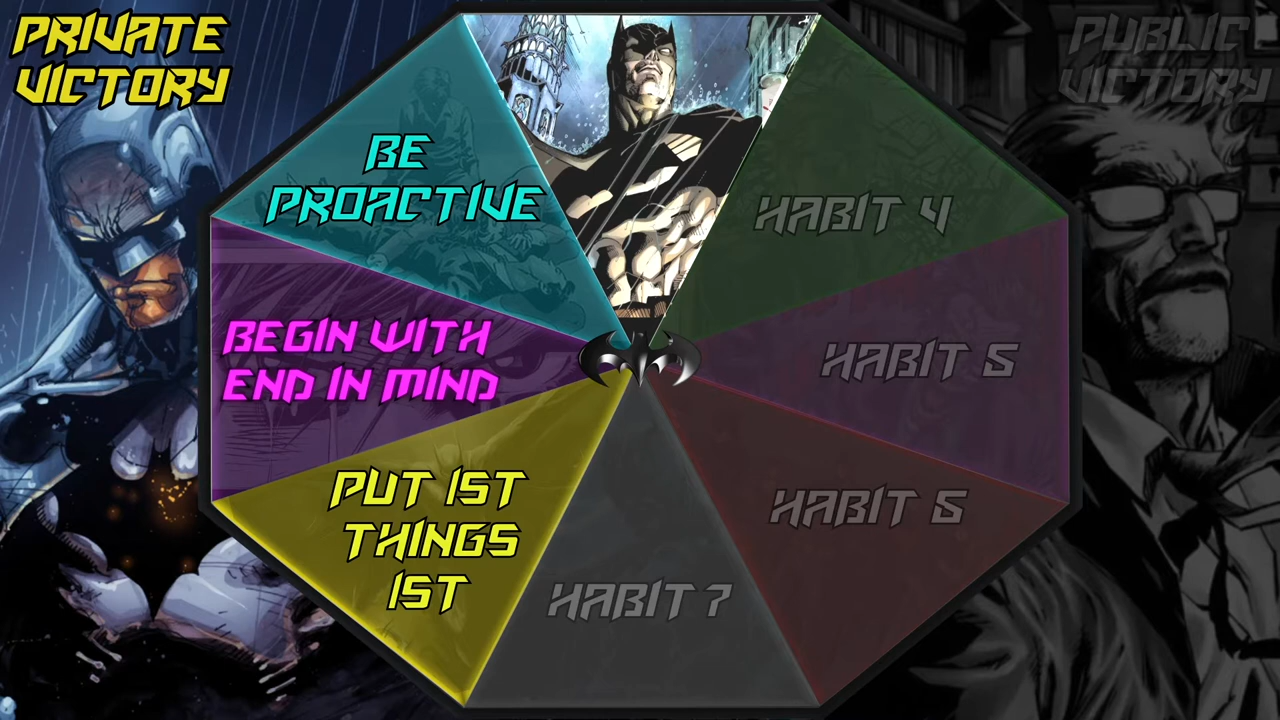 PRIVATE
VICTORY
PUBLIC
VICTORY
BE
PROACTIVE
BEGIN WITH
END IN MIND
PUT 1ST
THINGS
1ST
HABIT 4
HABIT 5
HABIT 6
HABIT 7